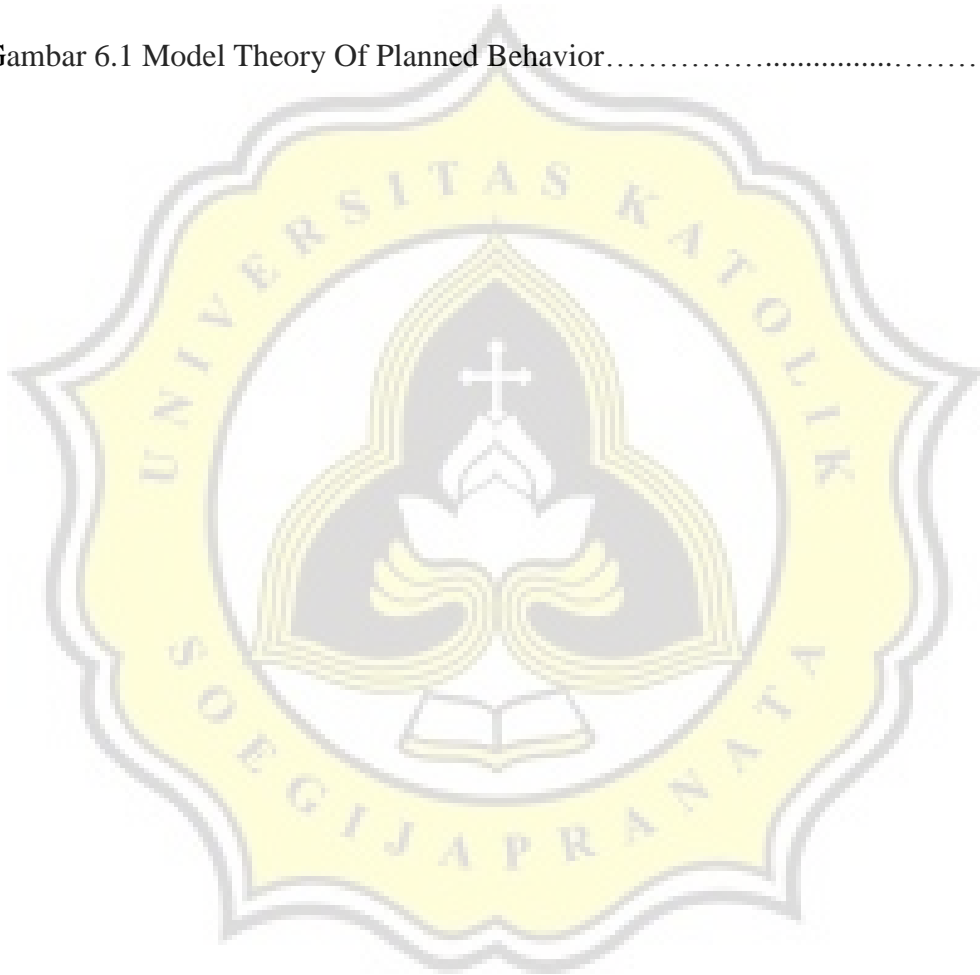 Gambar 6.1 Model Theory Of Planned Behavior……………................………
UNIVERSITAS KATOLIK
SOEGIJAPRANATA